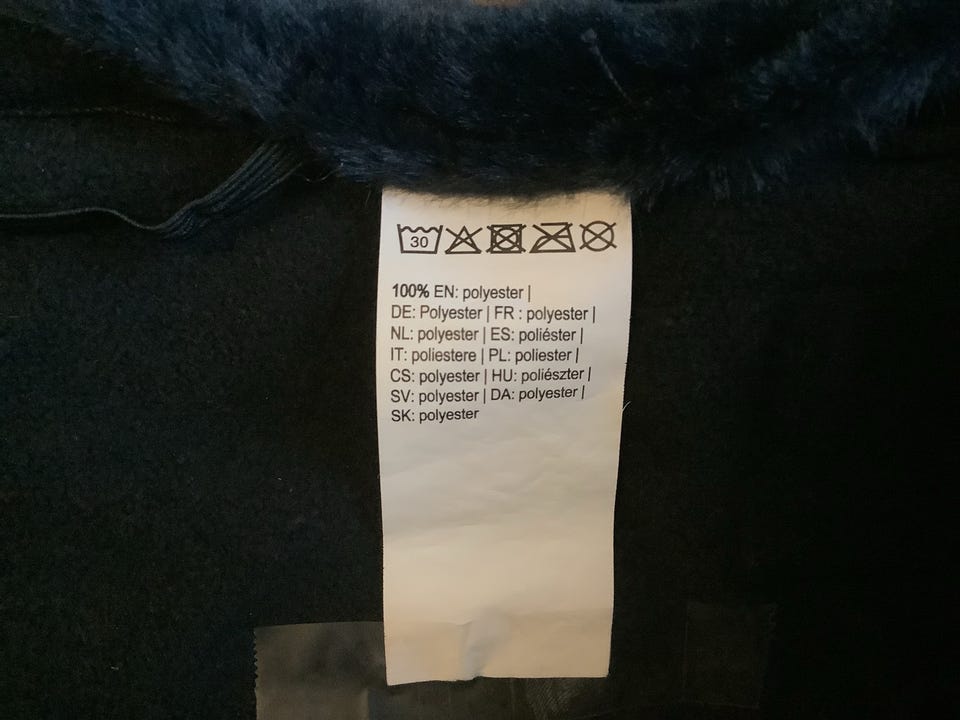 30
100% EN: polyester |
DE: Polyester | FR : polyester |
NL: polyester | ES: poliéster |
IT: poliestere | PL: poliester |
CS: polyester | HU: poliészter |
SV: polyester | DA: polyester |
SK: polyester